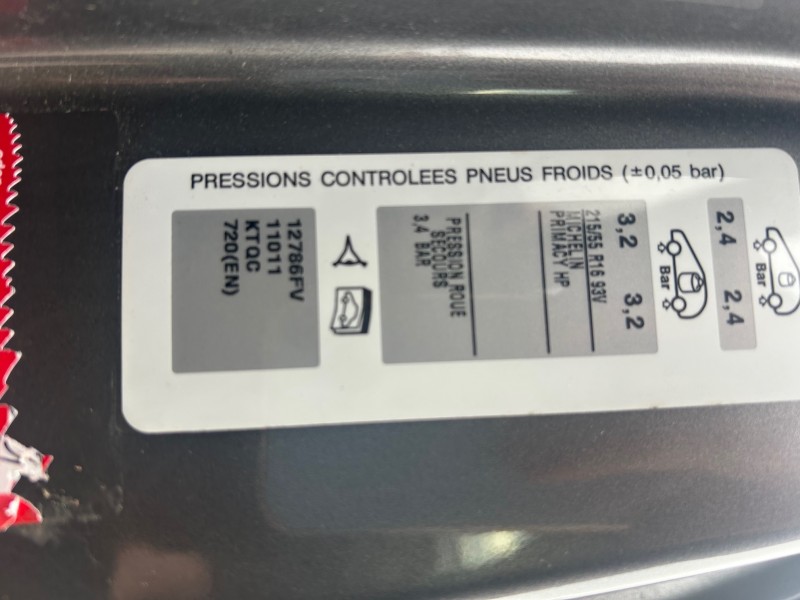 PRESSIONS CONTROLEES PNEUS FROIDS (±0,05 bar)
Bar
2,4 2,4
Bar
3,2 3,2
215/55 R16 93V
MICHELIN
PRIMACY HP
PRESSION ROUE
SECOURS
3,4 BAR
12786FV
11011
KTQC
720(EN)